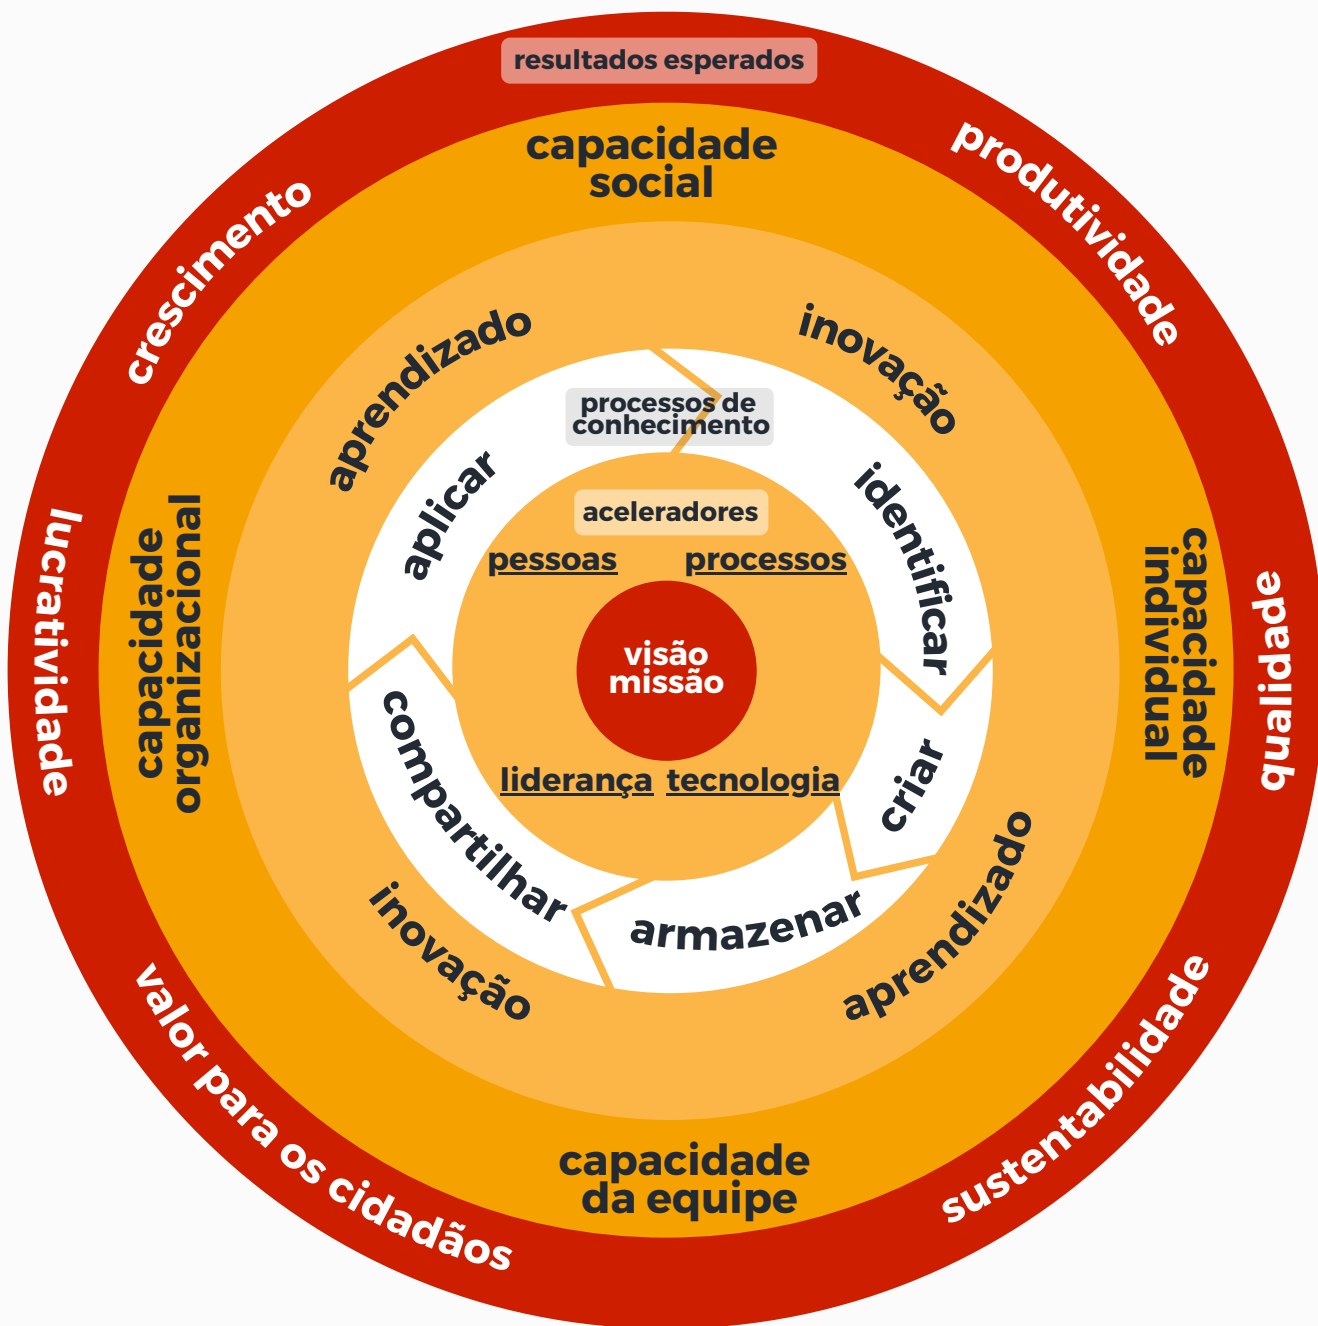 resultados esperados
produtividade
qualidade
sustentabilidade
valor para os cidadãos
lucratividade
crescimento
capacidade
social
capacidade
individual
capacidade
da equipe
capacidade
organizacional
inovação
aprendizado
inovação
aprendizado
processos de
conhecimento
identificar
criar
armazenar
compartilhar
aplicar
aceleradores
pessoas
processos
visão
missão
liderança
tecnologia